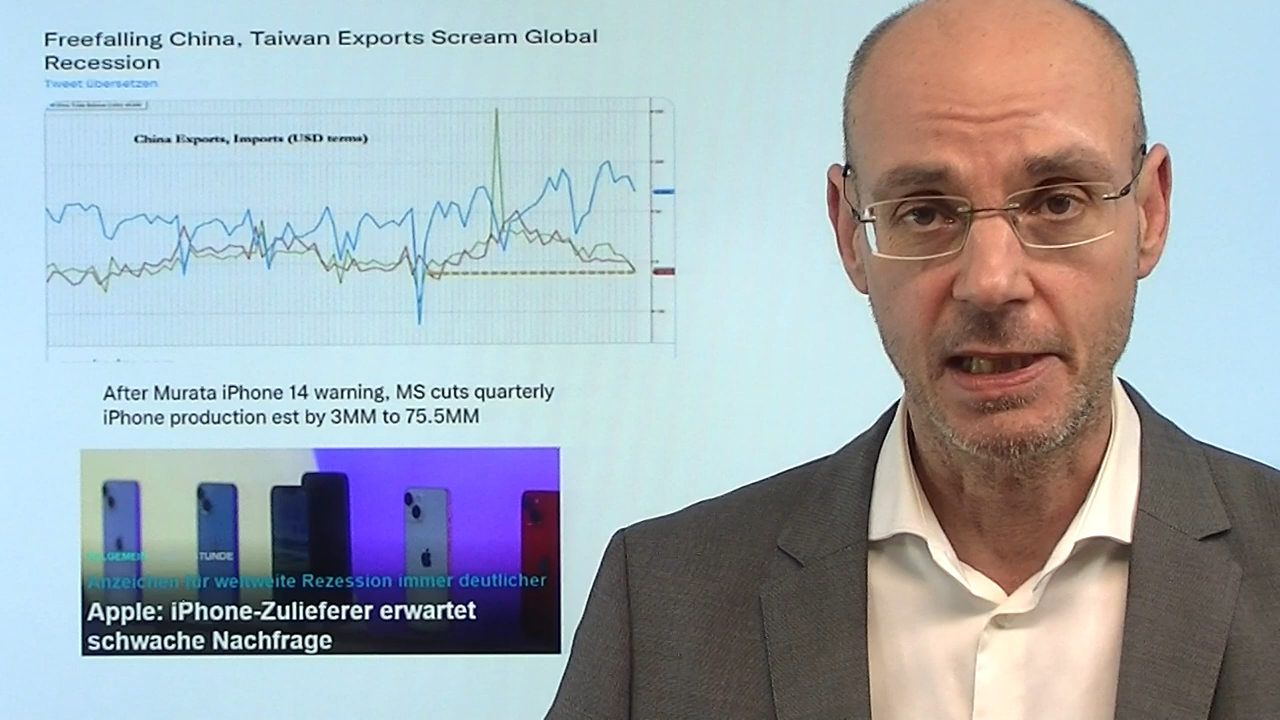 Freefalling China, Taiwan Exports Scream Global
Recession
Tweet übersetzen
China Exports, Imports (USD terms)
After Murata iPhone 14 warning, MS cuts quarterly
iPhone production est by 3MM to 75.5MM
TUNDE
Anzeichen für weltweite Rezession immer deutlicher
Apple: iPhone-Zulieferer erwartet
schwache Nachfrage